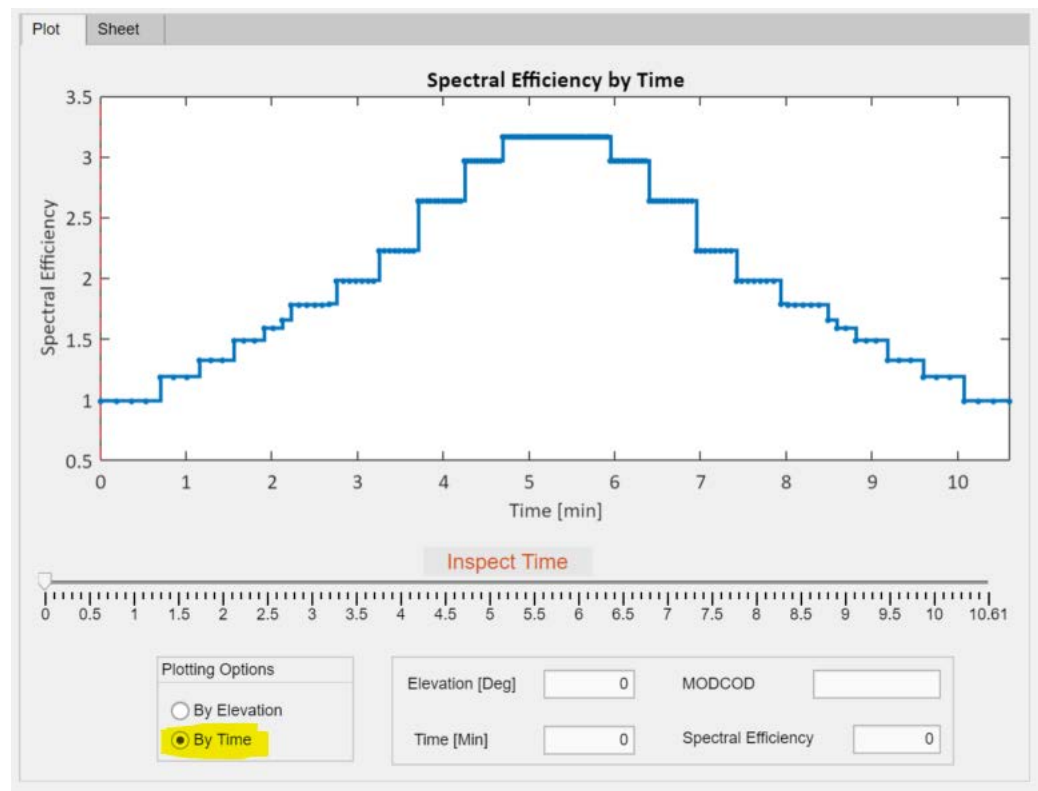 Plot Sheet
Spectral Efficiency by Time
3.5
3
2.5
2
1.5
1
0.5
Spectral Efficiency
0 1 2 3 4 5 6 7 8 9 10
Time [min]
Inspect Time
0 0.5 1 1.5 2 2.5 3 3.5 4 4.5 5 5.5 6 6.5 7 7.5 8 8.5 9 9.5 10 10.61
Plotting Options
By Elevation
By Time
Elevation [Deg] 0 MODCOD
Time [Min] 0 Spectral Efficiency 0